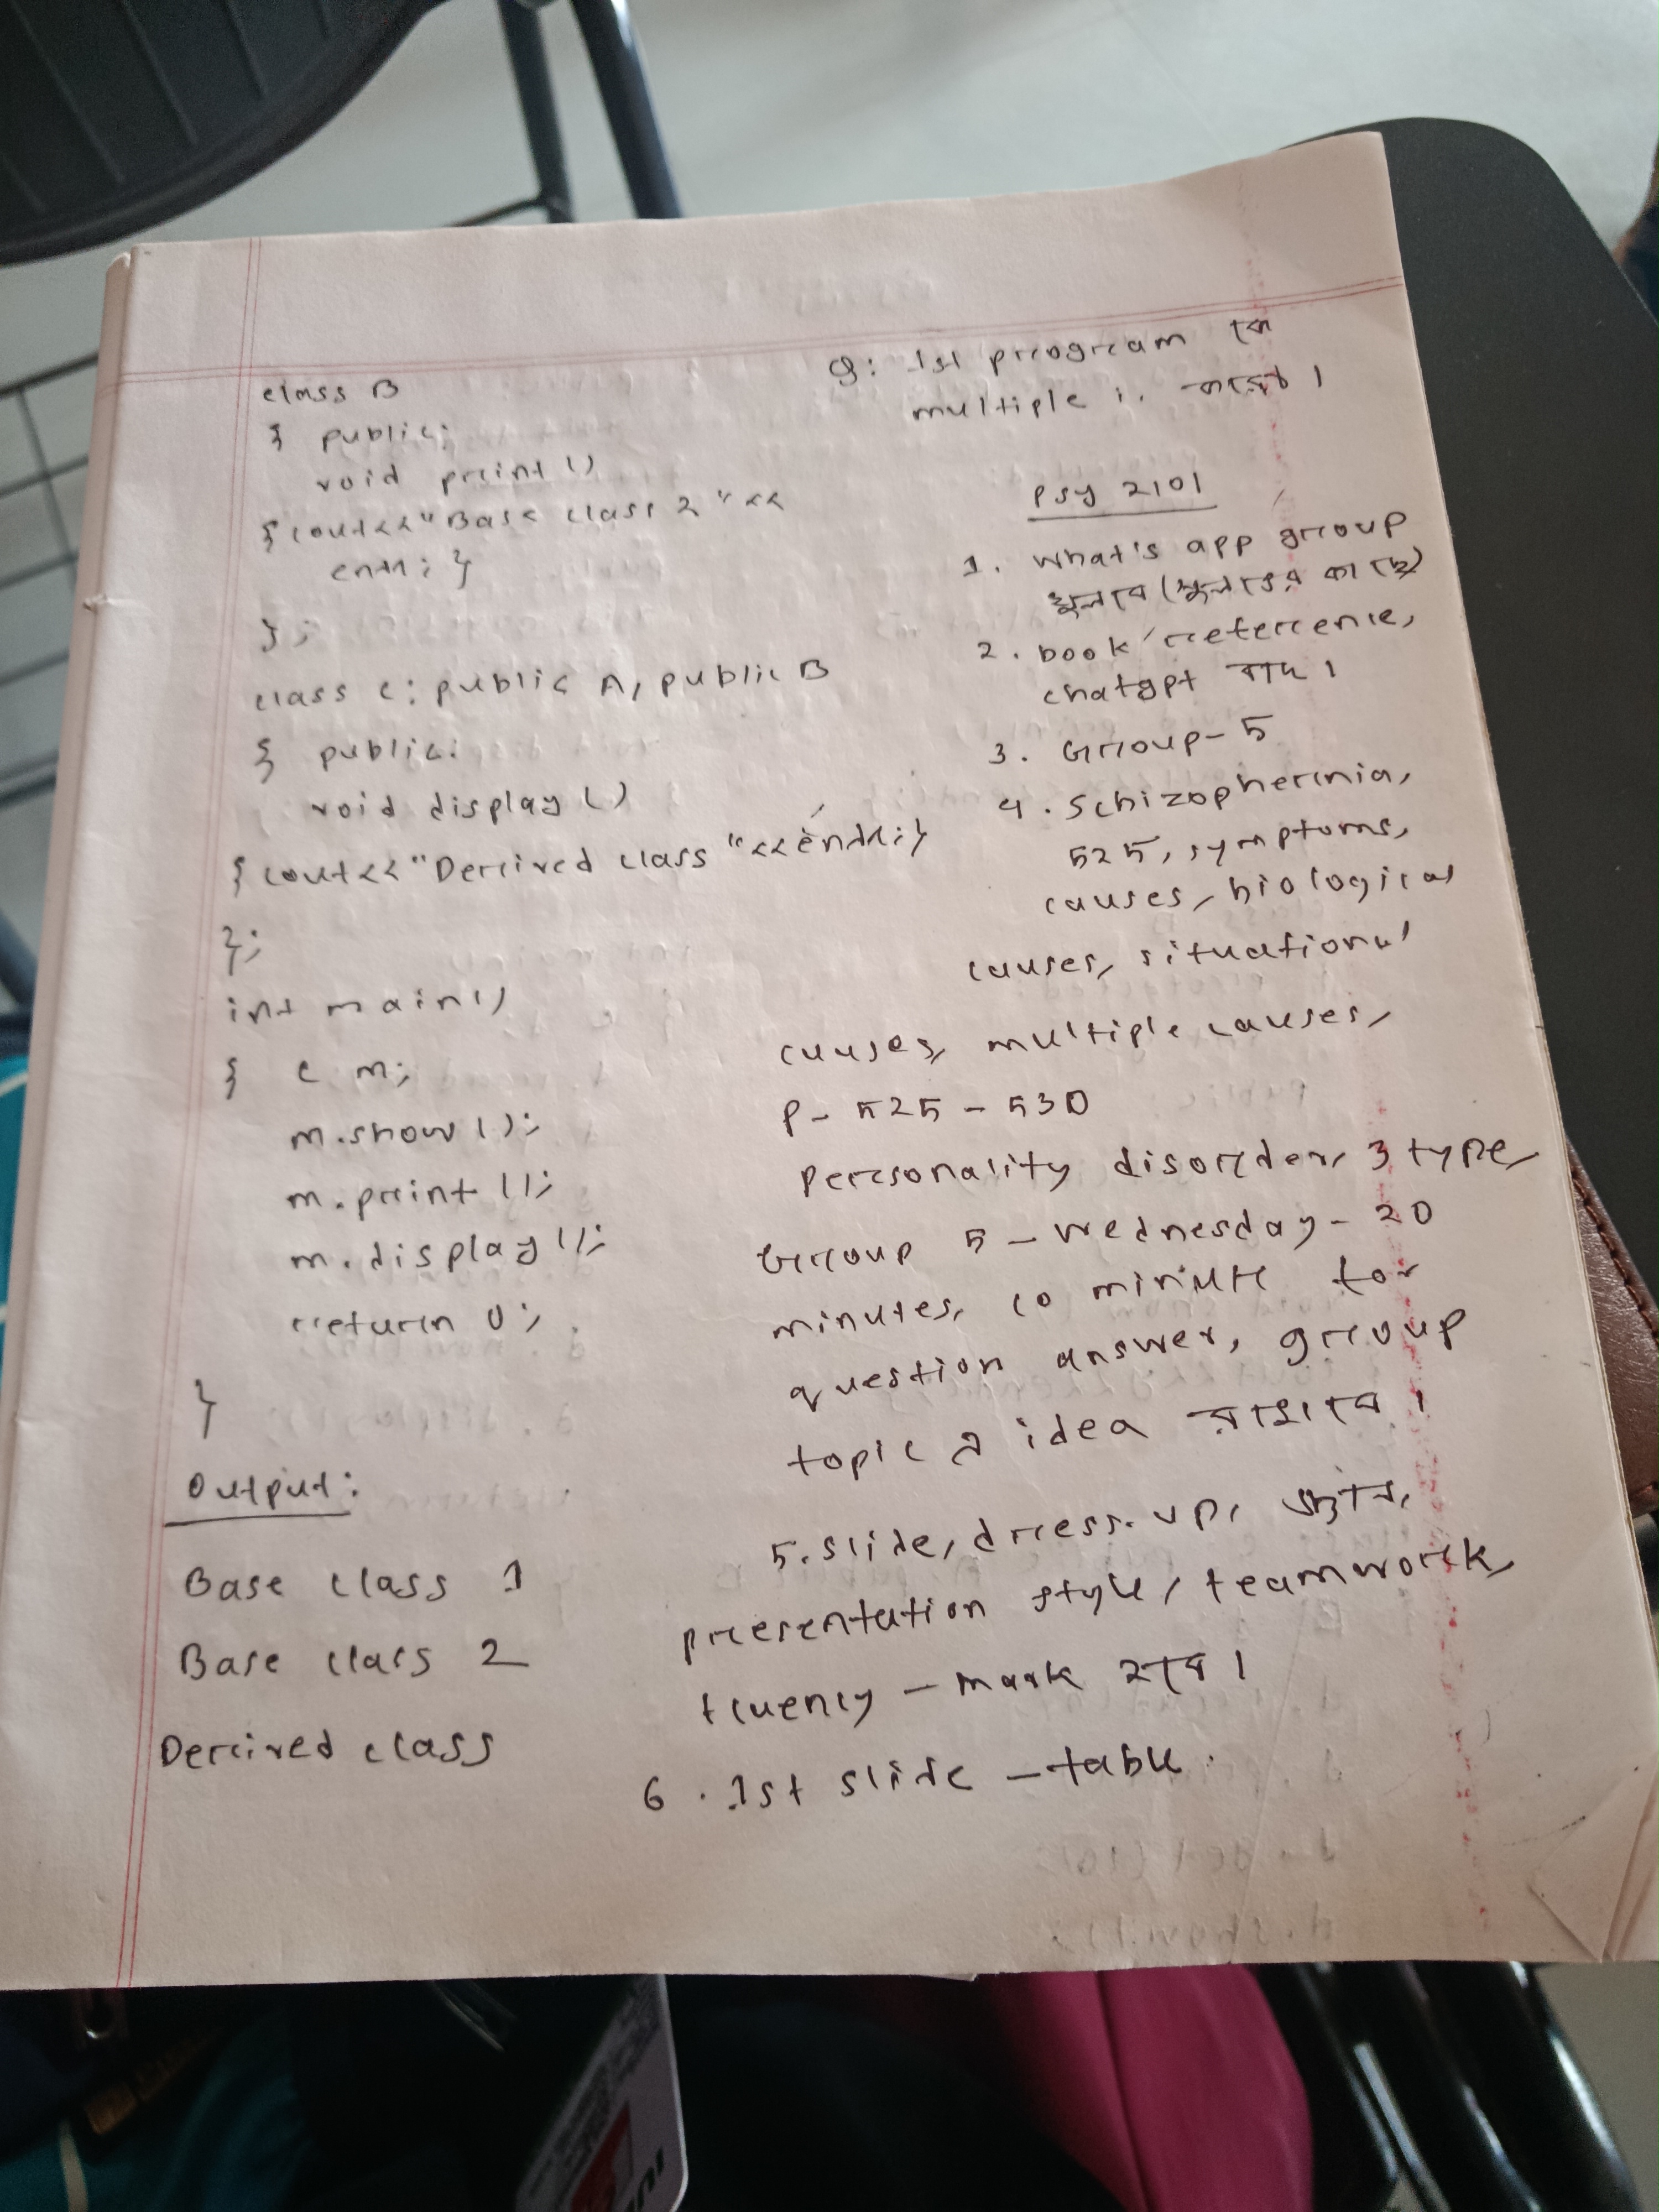 class B
{ public:
void print ()
{ cout<<"Base class 2"<<
endl; }
};
class C: public A, public B
{ public:
void display ()
{ cout<<"Derived class"<<endl;}
};
int main()
{ C m;
m.show();
m.print();
m.display();
return 0;
}
Output:
Base class 1
Base class 2
Derived class
g: 1st program কে
multiple i. করতে।
Psy 2101
1. What's app group
খুলবে ( কাছে)
2. book reference,
chatgpt বাদ।
3. Group-5
4. Schizophernia,
525, symptoms,
causes, biological
causes, situational
causes, multiple causes,
P- 525 - 530
Personality disorder, 3 type,
Group 5 - Wednesday - 20
minutes, 10 minute for
question answer, group
topic এ idea রাখবে।
5. slide, dress-up,
presentation style, teamwork,
fluency - mark হবে।
6. 1st slide - table.